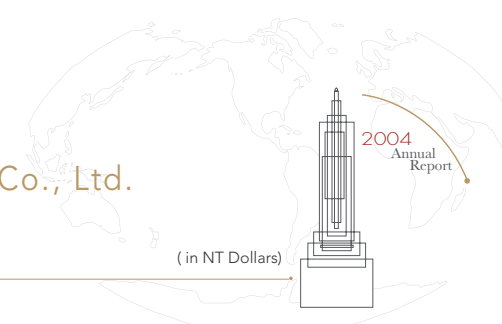 2004
Annual
Report
Co., Ltd.
( in NT Dollars)